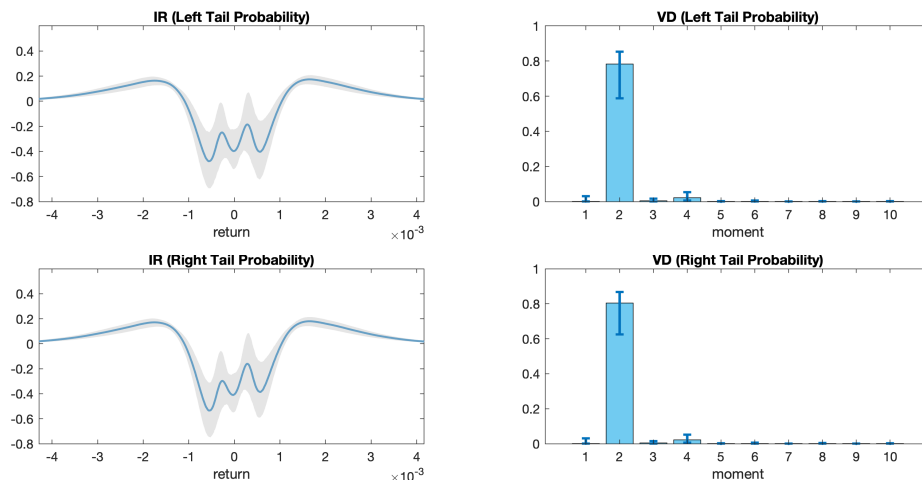 IR (Left Tail Probability)
0.4
0.2
0
-0.2
-0.4
-0.6
-0.8
-4 -3 -2 -1 0 1 2 3 4
return
×10⁻³
VD (Left Tail Probability)
1
0.8
0.6
0.4
0.2
0
1 2 3 4 5 6 7 8 9 10
moment
IR (Right Tail Probability)
0.4
0.2
0
-0.2
-0.4
-0.6
-0.8
-4 -3 -2 -1 0 1 2 3 4
return
×10⁻³
VD (Right Tail Probability)
1
0.8
0.6
0.4
0.2
0
1 2 3 4 5 6 7 8 9 10
moment